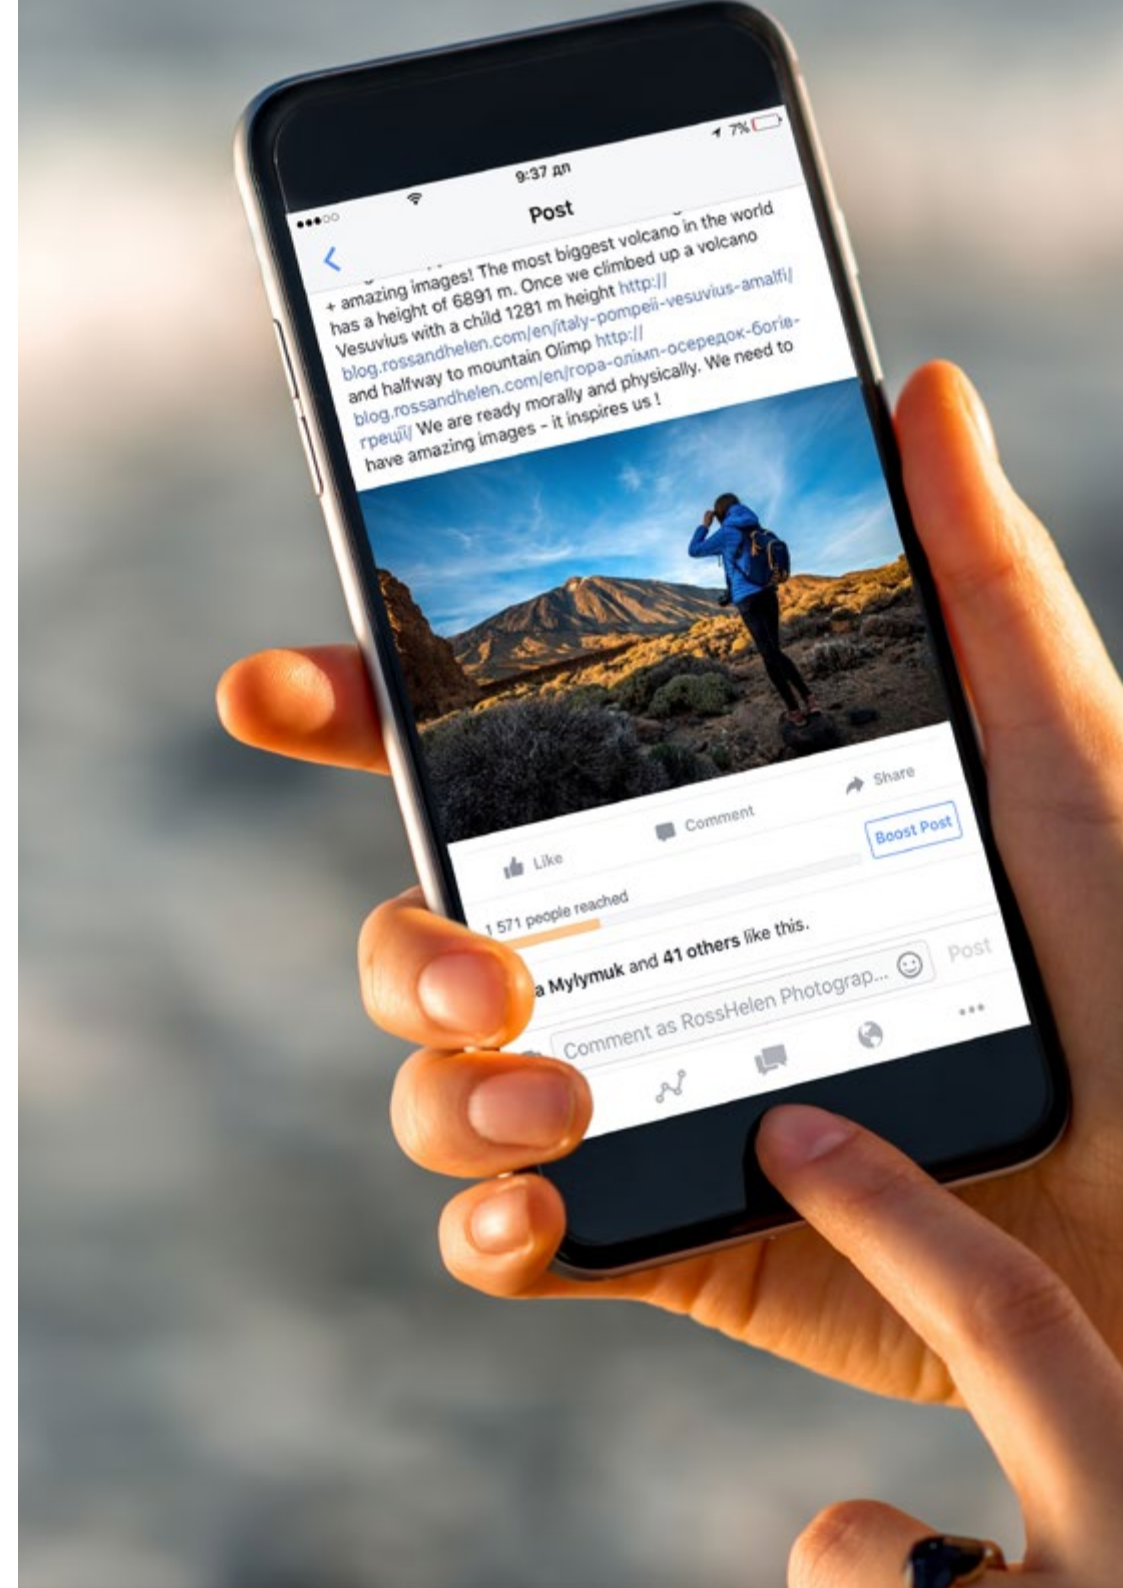 7%
9:37 дп
Post
+ amazing images! The most biggest volcano in the world
has a height of 6891 m. Once we climbed up a volcano
Vesuvius with a child 1281 m height http://
blog.rossandhelen.com/en/italy-pompeii-vesuvius-amalfi/
and halfway to mountain Olimp http://
blog.rossandhelen.com/en/гора-олімп-осередок-богів-
греції/ We are ready morally and physically. We need to
have amazing images - it inspires us !
Like
Comment
Share
1 571 people reached
Boost Post
a Mylymuk and 41 others like this.
Comment as RossHelen Photograp...
Post